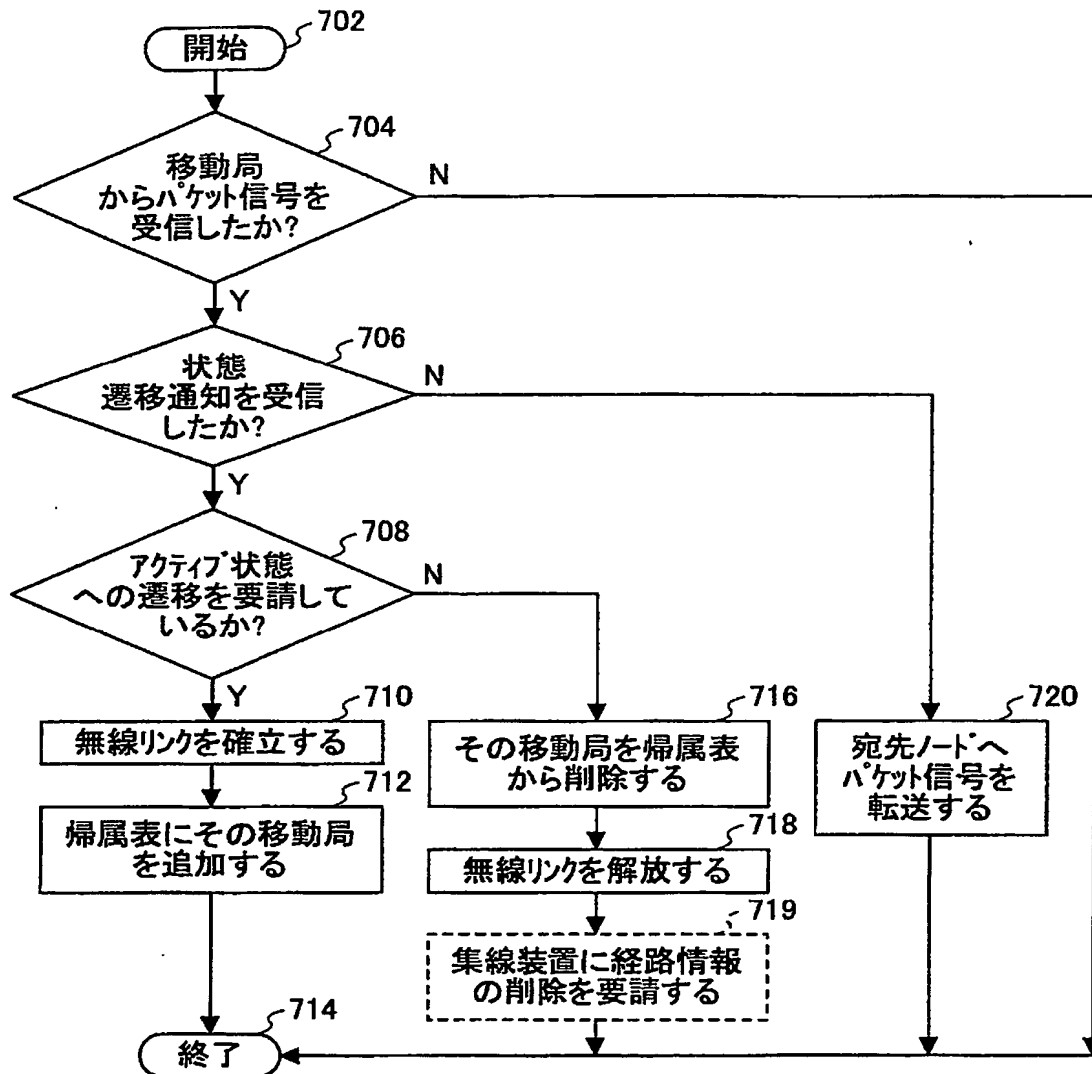 702
開始
704
移動局
からパケット信号を
受信したか?
N
Y
706
状態
遷移通知を受信
したか?
N
Y
708
アクティブ状態
への遷移を要請して
いるか?
N
Y
710
無線リンクを確立する
712
帰属表にその移動局
を追加する
716
その移動局を帰属表
から削除する
718
無線リンクを解放する
719
集線装置に経路情報
の削除を要請する
720
宛先ノードへ
パケット信号を
転送する
714
終了